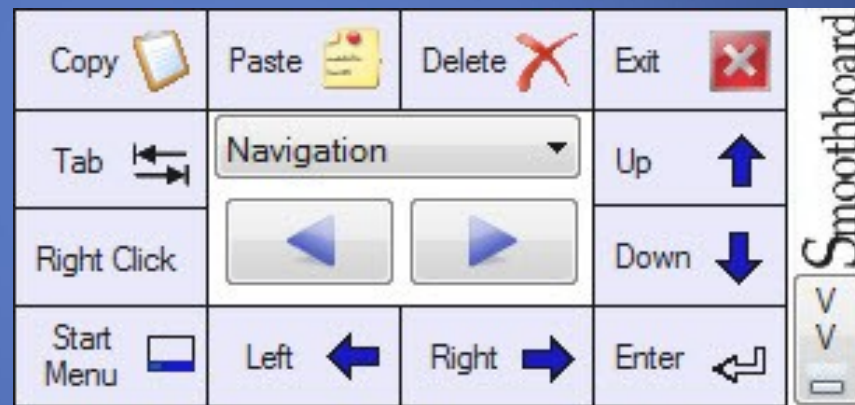 Copy
Paste
Delete
Exit
Tab
Navigation
Up
Right Click
Down
Start
Menu
Left
Right
Enter
Smoothboard
V
V